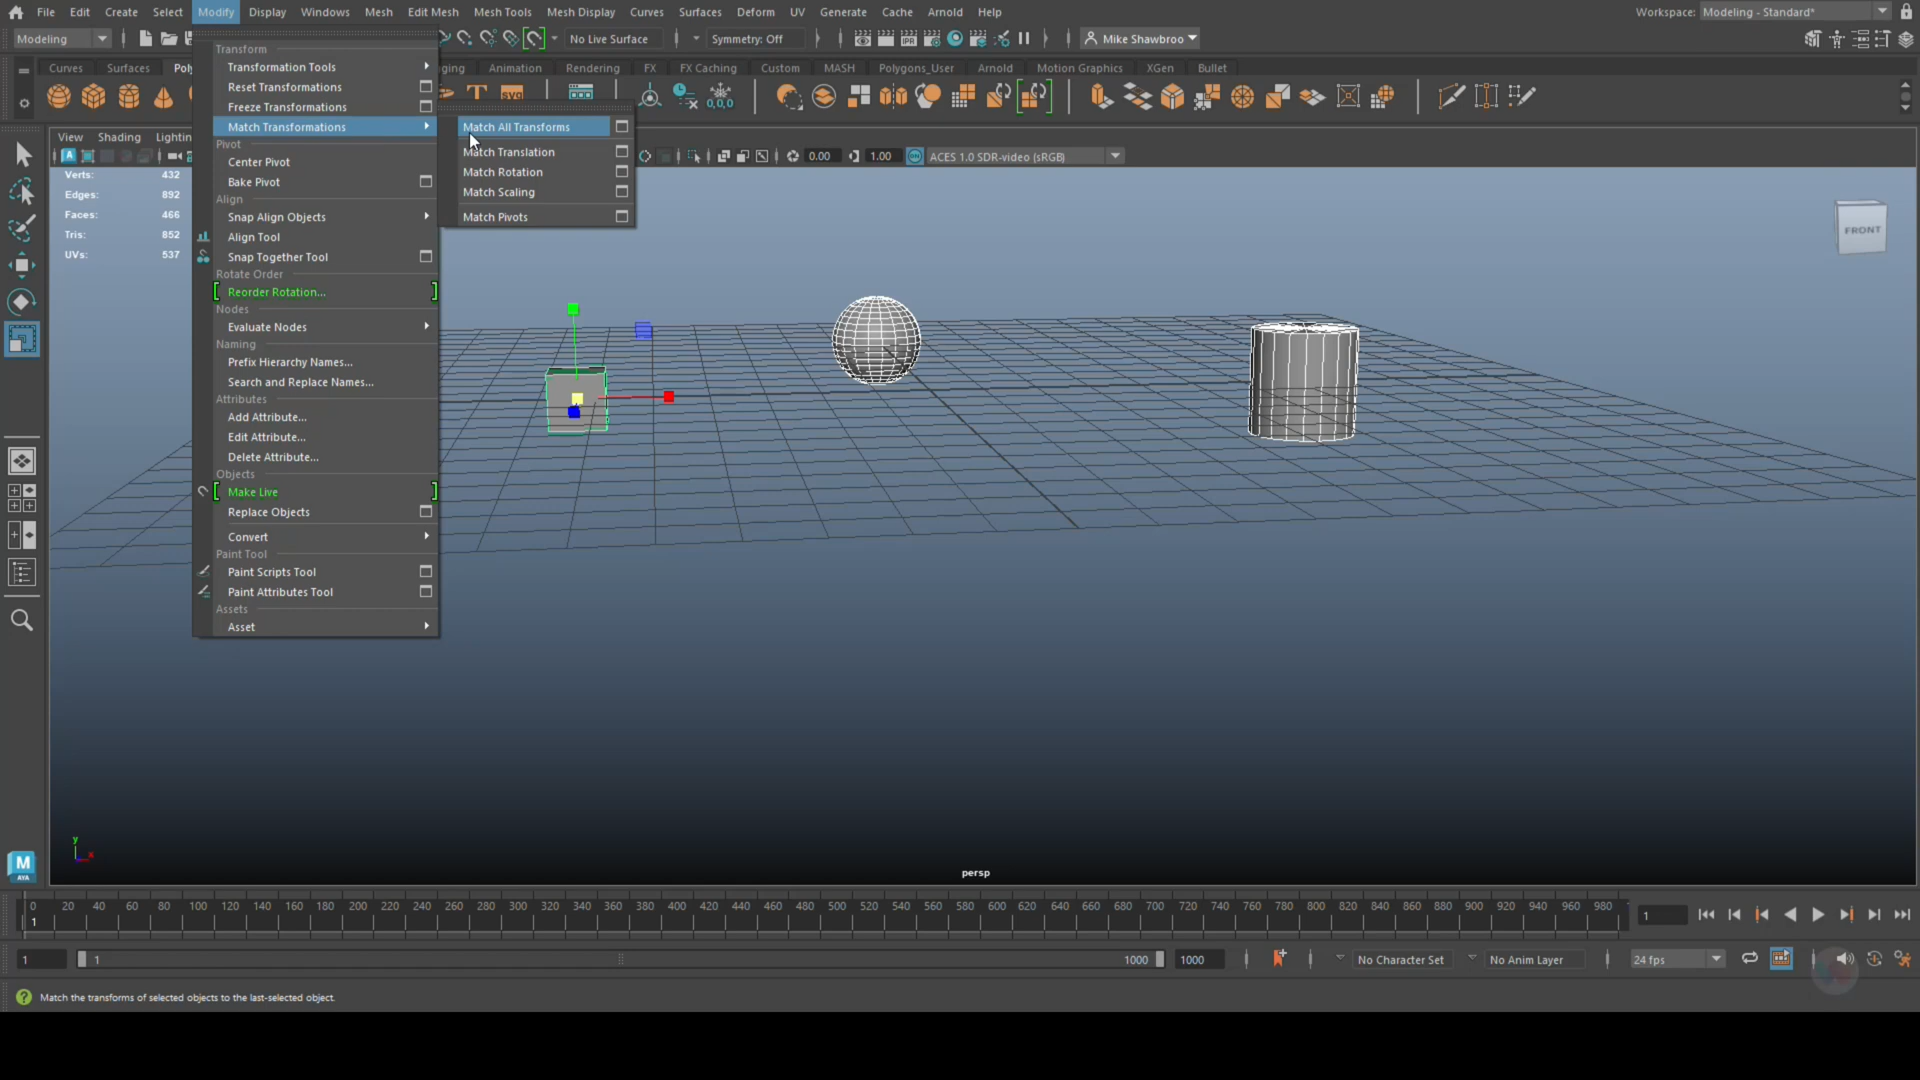 File Edit Create Select Modify Display Windows Mesh Edit Mesh Mesh Tools Mesh Display Curves Surfaces Deform UV Generate Cache Arnold Help Workspace: Modeling - Standard*
Modeling No Live Surface Symmetry: Off IPR Mike Shawbroo
Curves Surfaces Animation Rendering FX FX Caching Custom MASH Polygons_User Arnold Motion Graphics XGen Bullet
T SVG 0,0,0
View Shading
0.00 1.00 ACES 1.0 SDR-video (sRGB)
Verts: 432
Edges: 892
Faces: 466
Tris: 852
UVs: 537
Transform
Transformation Tools
Reset Transformations
Freeze Transformations
Match Transformations
Pivot
Center Pivot
Bake Pivot
Align
Snap Align Objects
Align Tool
Snap Together Tool
Rotate Order
Reorder Rotation...
Nodes
Evaluate Nodes
Naming
Prefix Hierarchy Names...
Search and Replace Names...
Attributes
Add Attribute...
Edit Attribute...
Delete Attribute...
Objects
Make Live
Replace Objects
Convert
Paint Tool
Paint Scripts Tool
Paint Attributes Tool
Assets
Asset
Match All Transforms
Match Translation
Match Rotation
Match Scaling
Match Pivots
FRONT
y
x
M
AYA
persp
0 20 40 60 80 100 120 140 160 180 200 220 240 260 280 300 320 340 360 380 400 420 440 460 480 500 520 540 560 580 600 620 640 660 680 700 720 740 760 780 800 820 840 860 880 900 920 940 960 980
1 1
1 1 1000 1000 No Character Set No Anim Layer 24 fps
Match the transforms of selected objects to the last-selected object.